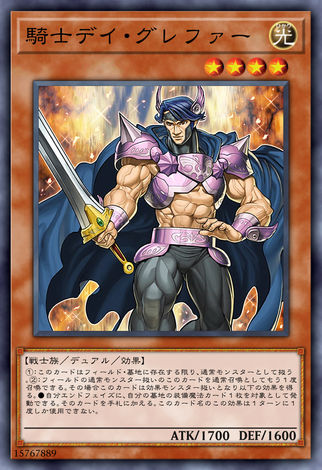 騎士デイ・グレファー
光
【戦士族／デュアル／効果】
①：このカードはフィールド・墓地に存在する限り、通常モンスターとして扱う。
②：フィールドの通常モンスター扱いのこのカードを通常召喚としてもう１度
召喚できる。その場合このカードは効果モンスター扱いとなり以下の効果を得
る。●自分エンドフェイズに、自分の墓地の装備魔法カード１枚を対象として発
動できる。そのカードを手札に加える。このカード名のこの効果は１ターンに１
度しか使用できない。
ATK/1700 DEF/1600
15767889